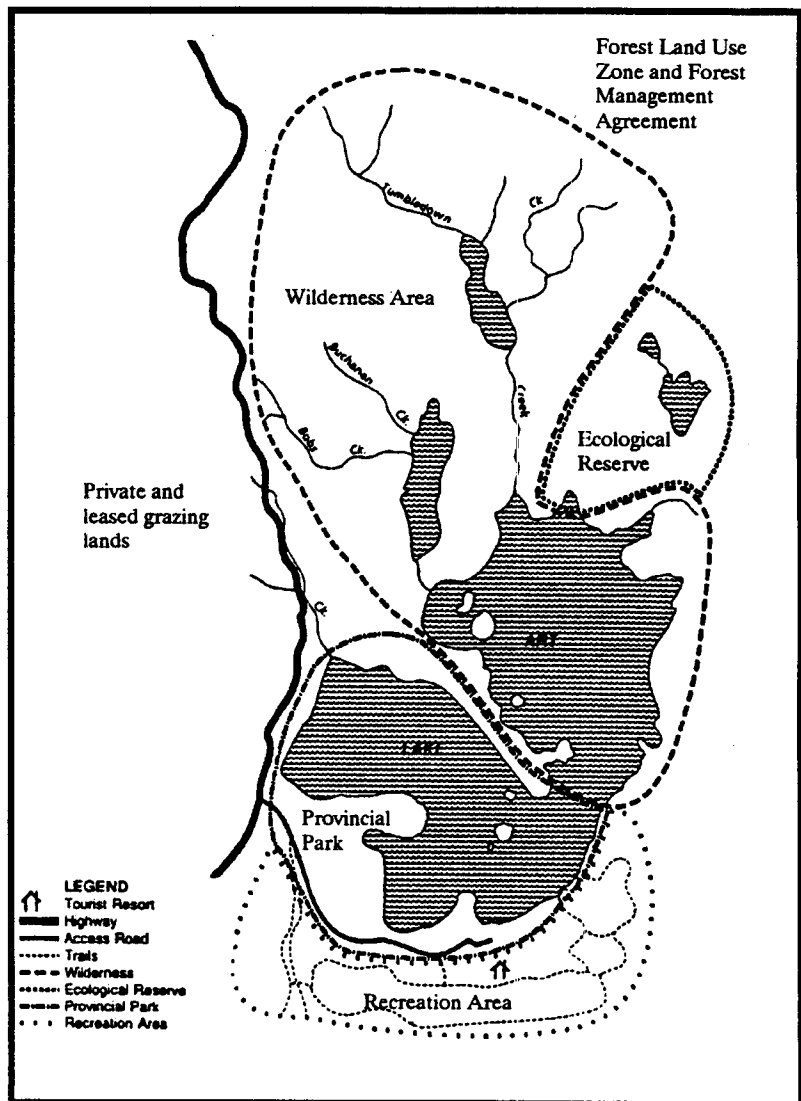 Forest Land Use
Zone and Forest
Management
Agreement
Tumbledown
Ck.
Wilderness Area
Buchanan
Ck.
Creek
Bobs
Ck.
Ecological
Reserve
Private and
leased grazing
lands
Ck.
ART
Provincial
Park
LEGEND
Tourist Resort
Highway
Access Road
Trails
Wilderness
Ecological Reserve
Provincial Park
Recreation Area
Recreation Area